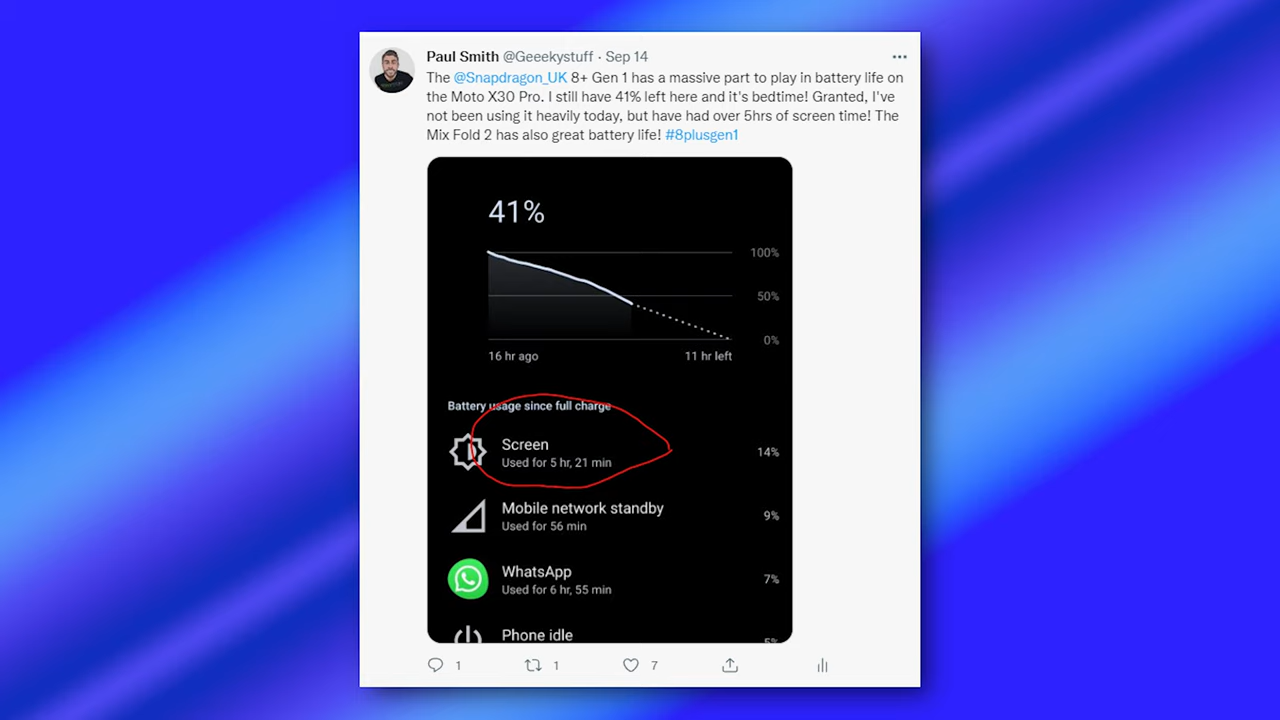 Paul Smith @Geeekystuff · Sep 14
The @Snapdragon_UK 8+ Gen 1 has a massive part to play in battery life on
the Moto X30 Pro. I still have 41% left here and it's bedtime! Granted, I've
not been using it heavily today, but have had over 5hrs of screen time! The
Mix Fold 2 has also great battery life! #8plusgen1
41%
100%
50%
0%
16 hr ago 11 hr left
Battery usage since full charge
Screen
Used for 5 hr, 21 min
14%
Mobile network standby
Used for 56 min
9%
WhatsApp
Used for 6 hr, 55 min
7%
Phone idle
5%
1 1 7